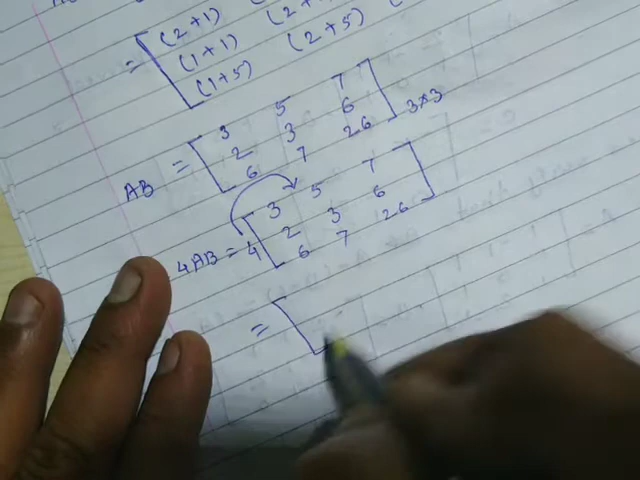 = [ (2+1) (2+
(1+1) (2+5) (
(1+5)
AB = [ 3 5 7
2 3 6
6 7 26 ] 3×3
4AB = 4 [ 3 5 7
2 3 6
6 7 26 ]
= [